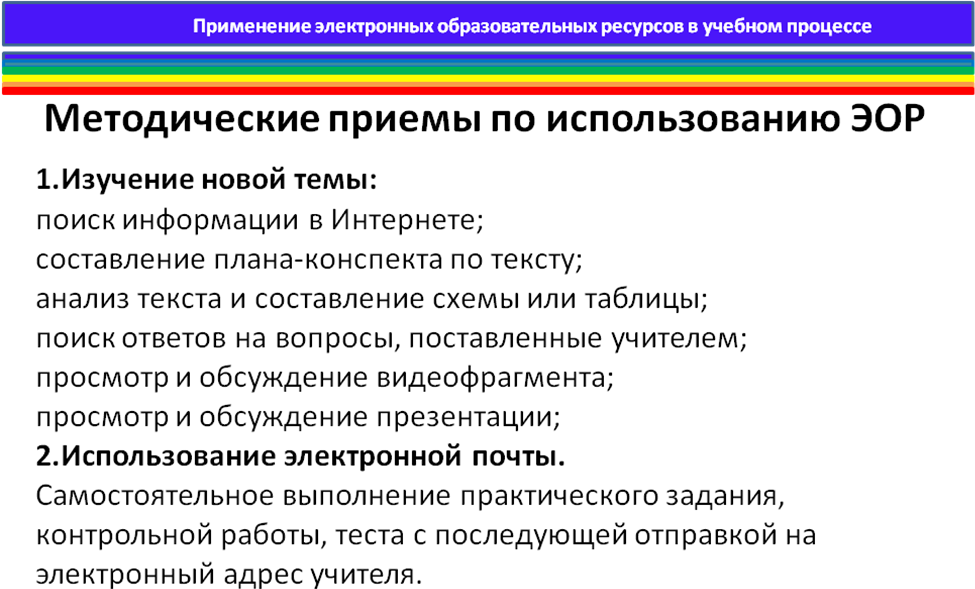 Применение электронных образовательных ресурсов в учебном процессе
Методические приемы по использованию ЭОР
1.Изучение новой темы:
поиск информации в Интернете;
составление плана-конспекта по тексту;
анализ текста и составление схемы или таблицы;
поиск ответов на вопросы, поставленные учителем;
просмотр и обсуждение видеофрагмента;
просмотр и обсуждение презентации;
2.Использование электронной почты.
Самостоятельное выполнение практического задания,
контрольной работы, теста с последующей отправкой на
электронный адрес учителя.